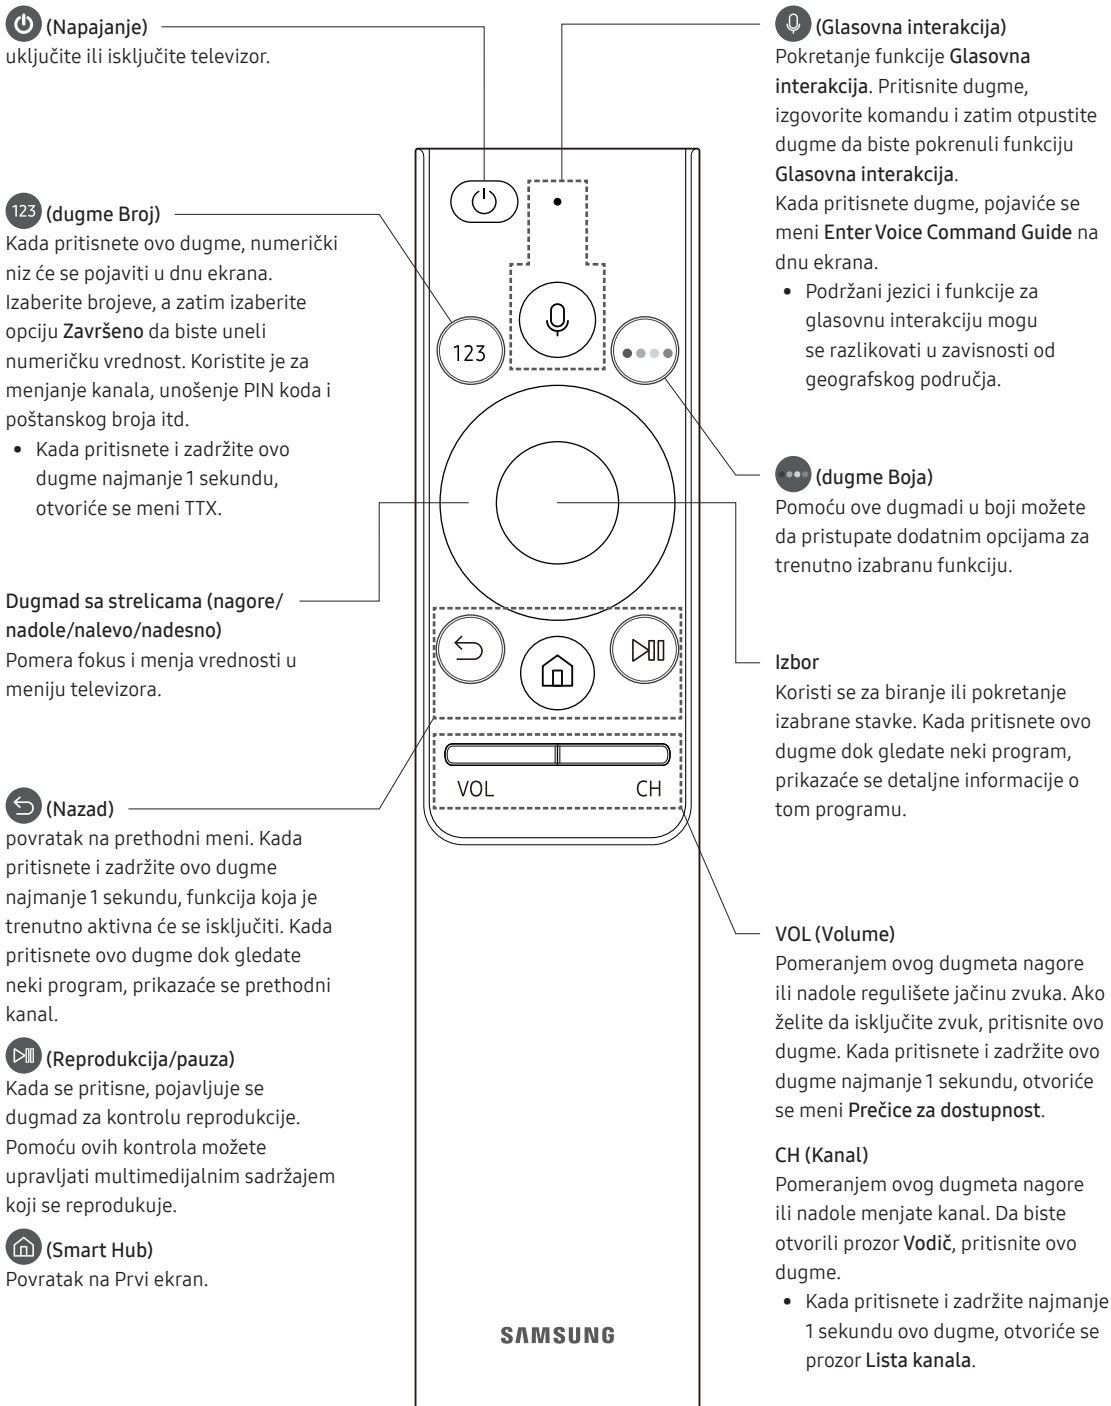 (Napajanje)
uključite ili isključite televizor.
123 (dugme Broj)
Kada pritisnete ovo dugme, numerički
niz će se pojaviti u dnu ekrana.
Izaberite brojeve, a zatim izaberite
opciju Završeno da biste uneli
numeričku vrednost. Koristite je za
menjanje kanala, unošenje PIN koda i
poštanskog broja itd.
• Kada pritisnete i zadržite ovo
dugme najmanje 1 sekundu,
otvoriće se meni TTX.
Dugmad sa strelicama (nagore/
nadole/nalevo/nadesno)
Pomera fokus i menja vrednosti u
meniju televizora.
(Nazad)
povratak na prethodni meni. Kada
pritisnete i zadržite ovo dugme
najmanje 1 sekundu, funkcija koja je
trenutno aktivna će se isključiti. Kada
pritisnete ovo dugme dok gledate
neki program, prikazaće se prethodni
kanal.
(Reprodukcija/pauza)
Kada se pritisne, pojavljuje se
dugmad za kontrolu reprodukcije.
Pomoću ovih kontrola možete
upravljati multimedijalnim sadržajem
koji se reprodukuje.
(Smart Hub)
Povratak na Prvi ekran.
123
VOL CH
SAMSUNG
(Glasovna interakcija)
Pokretanje funkcije Glasovna
interakcija. Pritisnite dugme,
izgovorite komandu i zatim otpustite
dugme da biste pokrenuli funkciju
Glasovna interakcija.
Kada pritisnete dugme, pojaviće se
meni Enter Voice Command Guide na
dnu ekrana.
• Podržani jezici i funkcije za
glasovnu interakciju mogu
se razlikovati u zavisnosti od
geografskog područja.
(dugme Boja)
Pomoću ove dugmadi u boji možete
da pristupate dodatnim opcijama za
trenutno izabranu funkciju.
Izbor
Koristi se za biranje ili pokretanje
izabrane stavke. Kada pritisnete ovo
dugme dok gledate neki program,
prikazaće se detaljne informacije o
tom programu.
VOL (Volume)
Pomeranjem ovog dugmeta nagore
ili nadole regulišete jačinu zvuka. Ako
želite da isključite zvuk, pritisnite ovo
dugme. Kada pritisnete i zadržite ovo
dugme najmanje 1 sekundu, otvoriće
se meni Prečice za dostupnost.
CH (Kanal)
Pomeranjem ovog dugmeta nagore
ili nadole menjate kanal. Da biste
otvorili prozor Vodič, pritisnite ovo
dugme.
• Kada pritisnete i zadržite najmanje
1 sekundu ovo dugme, otvoriće se
prozor Lista kanala.